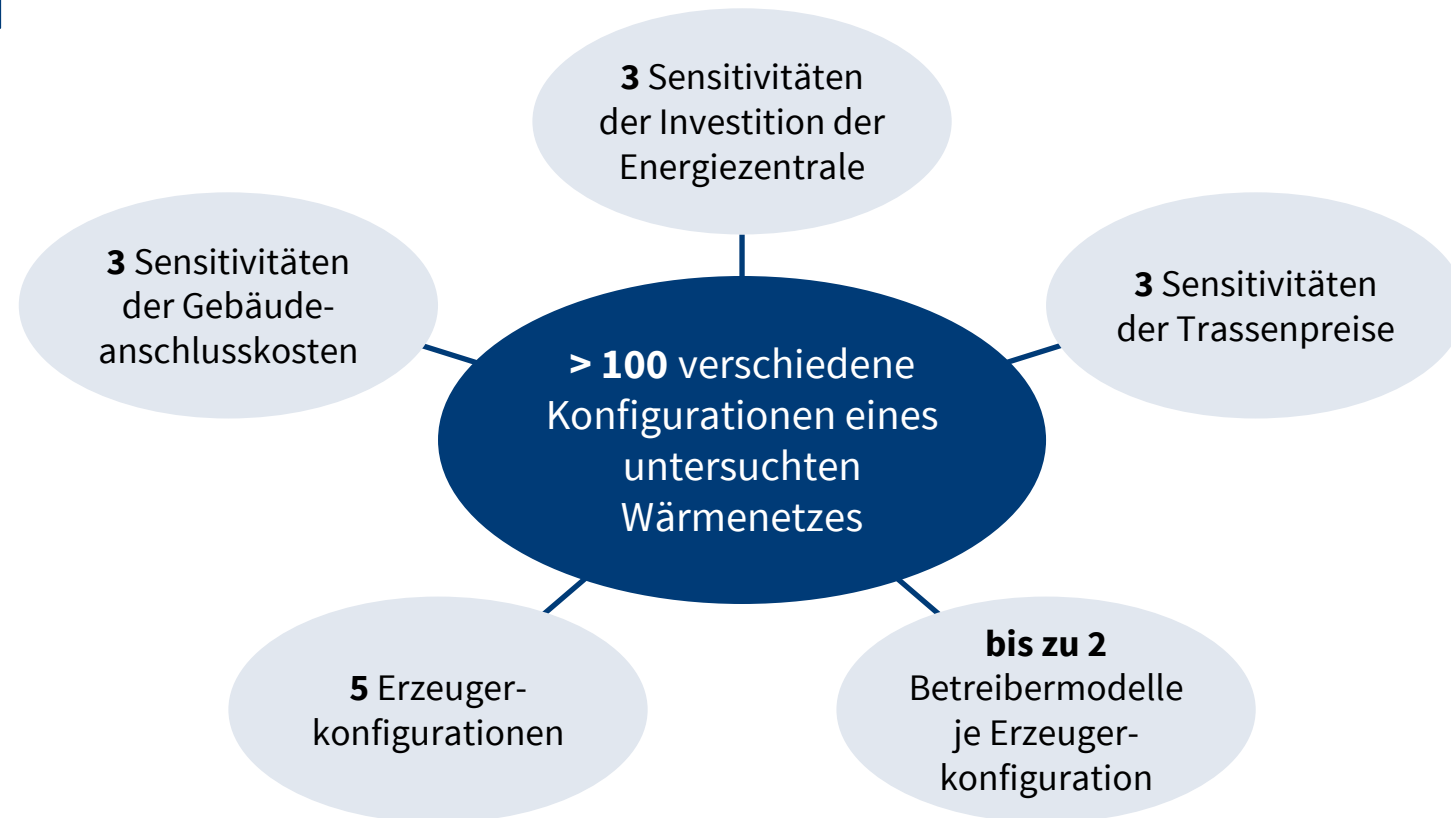 3 Sensitivitäten
der Investition der
Energiezentrale
3 Sensitivitäten
der Gebäude-
anschlusskosten
3 Sensitivitäten
der Trassenpreise
> 100 verschiedene
Konfigurationen eines
untersuchten
Wärmenetzes
5 Erzeuger-
konfigurationen
bis zu 2
Betreibermodelle
je Erzeuger-
konfiguration